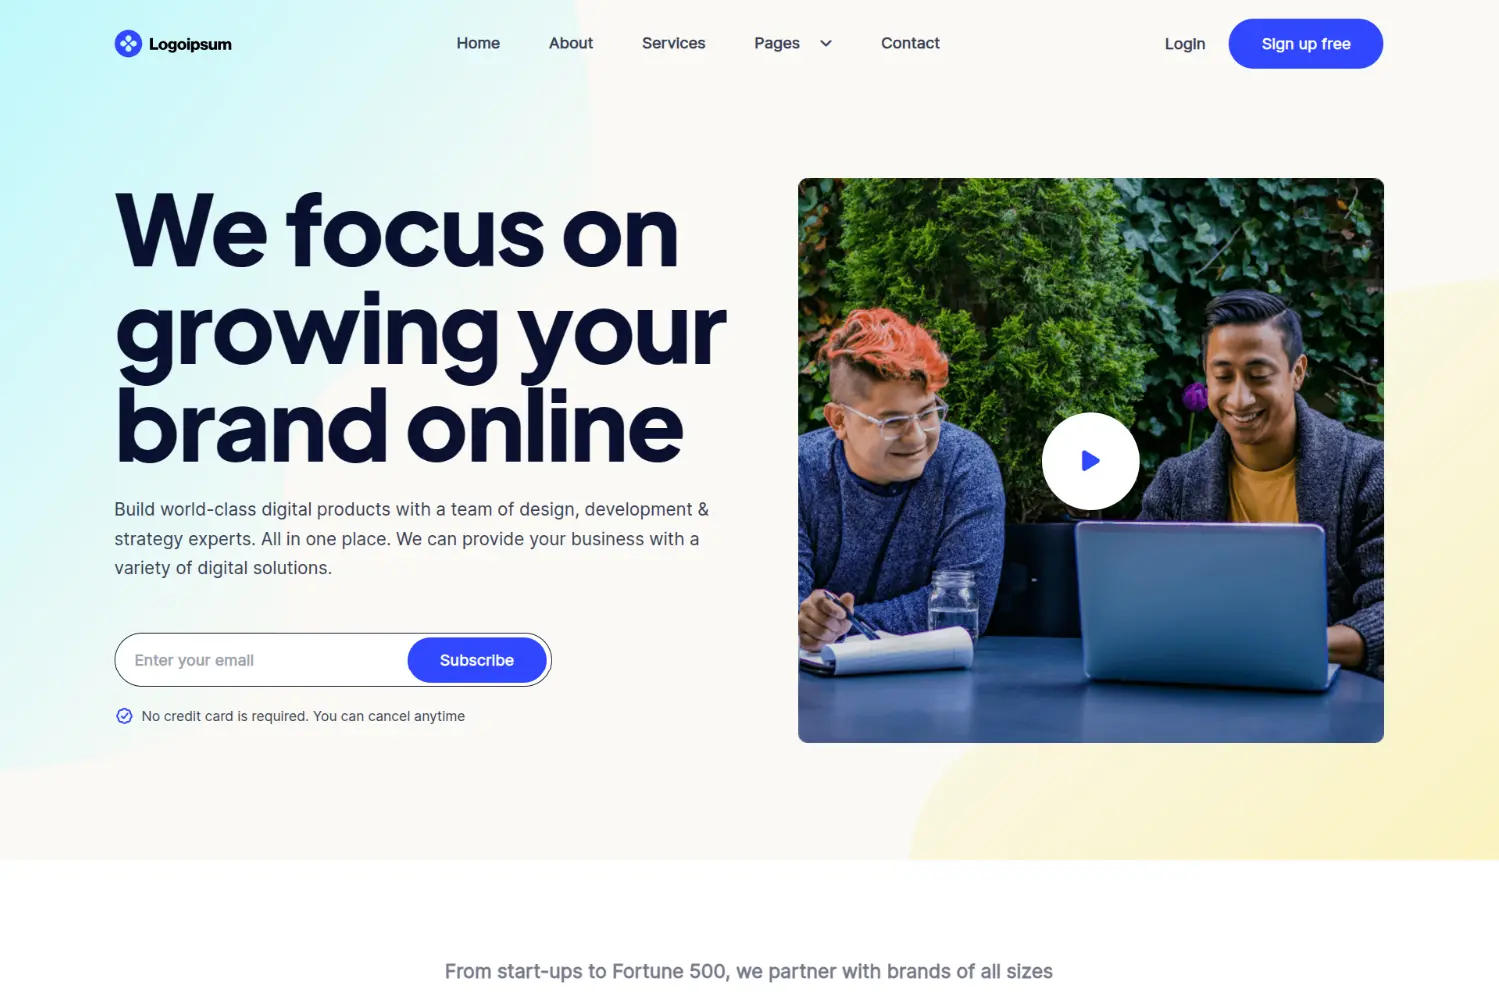 Logoipsum
Home
About
Services
Pages
Contact
Login
Sign up free
We focus on
growing your
brand online
Build world-class digital products with a team of design, development &
strategy experts. All in one place. We can provide your business with a
variety of digital solutions.
Enter your email
Subscribe
No credit card is required. You can cancel anytime
From start-ups to Fortune 500, we partner with brands of all sizes